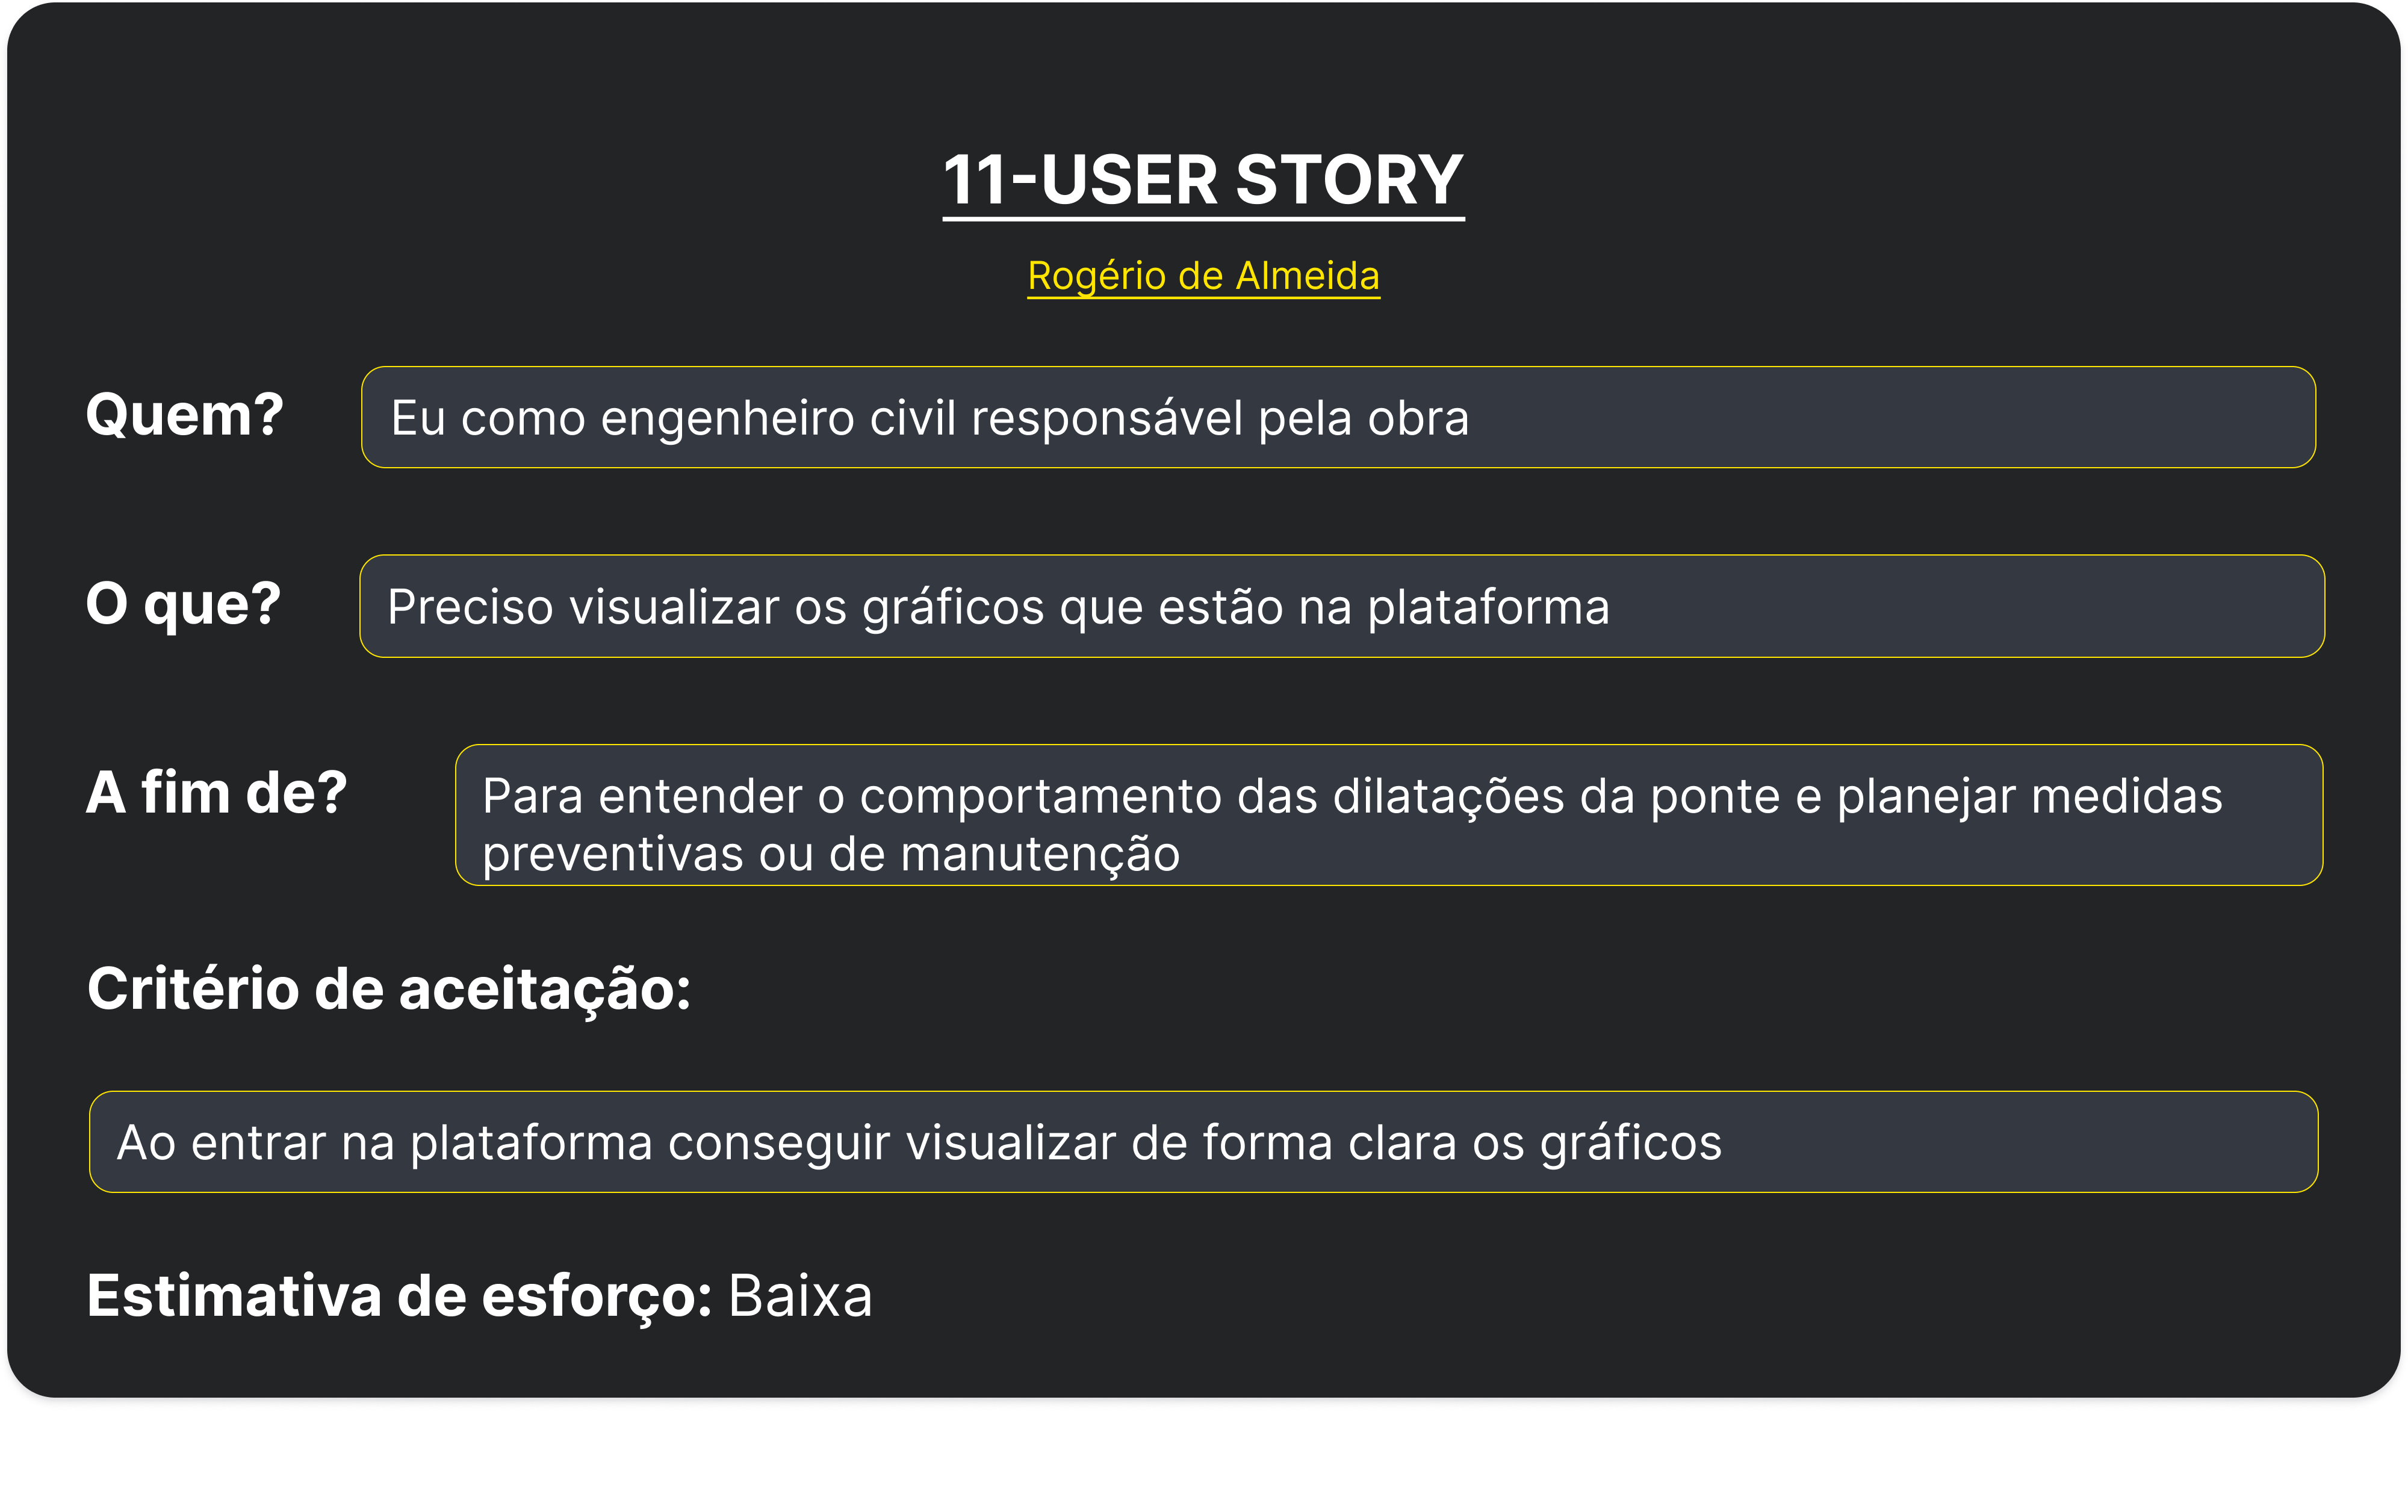 11-USER STORY
Rogério de Almeida
Quem? Eu como engenheiro civil responsável pela obra
O que? Preciso visualizar os gráficos que estão na plataforma
A fim de? Para entender o comportamento das dilatações da ponte e planejar medidas
preventivas ou de manutenção
Critério de aceitação:
Ao entrar na plataforma conseguir visualizar de forma clara os gráficos
Estimativa de esforço: Baixa